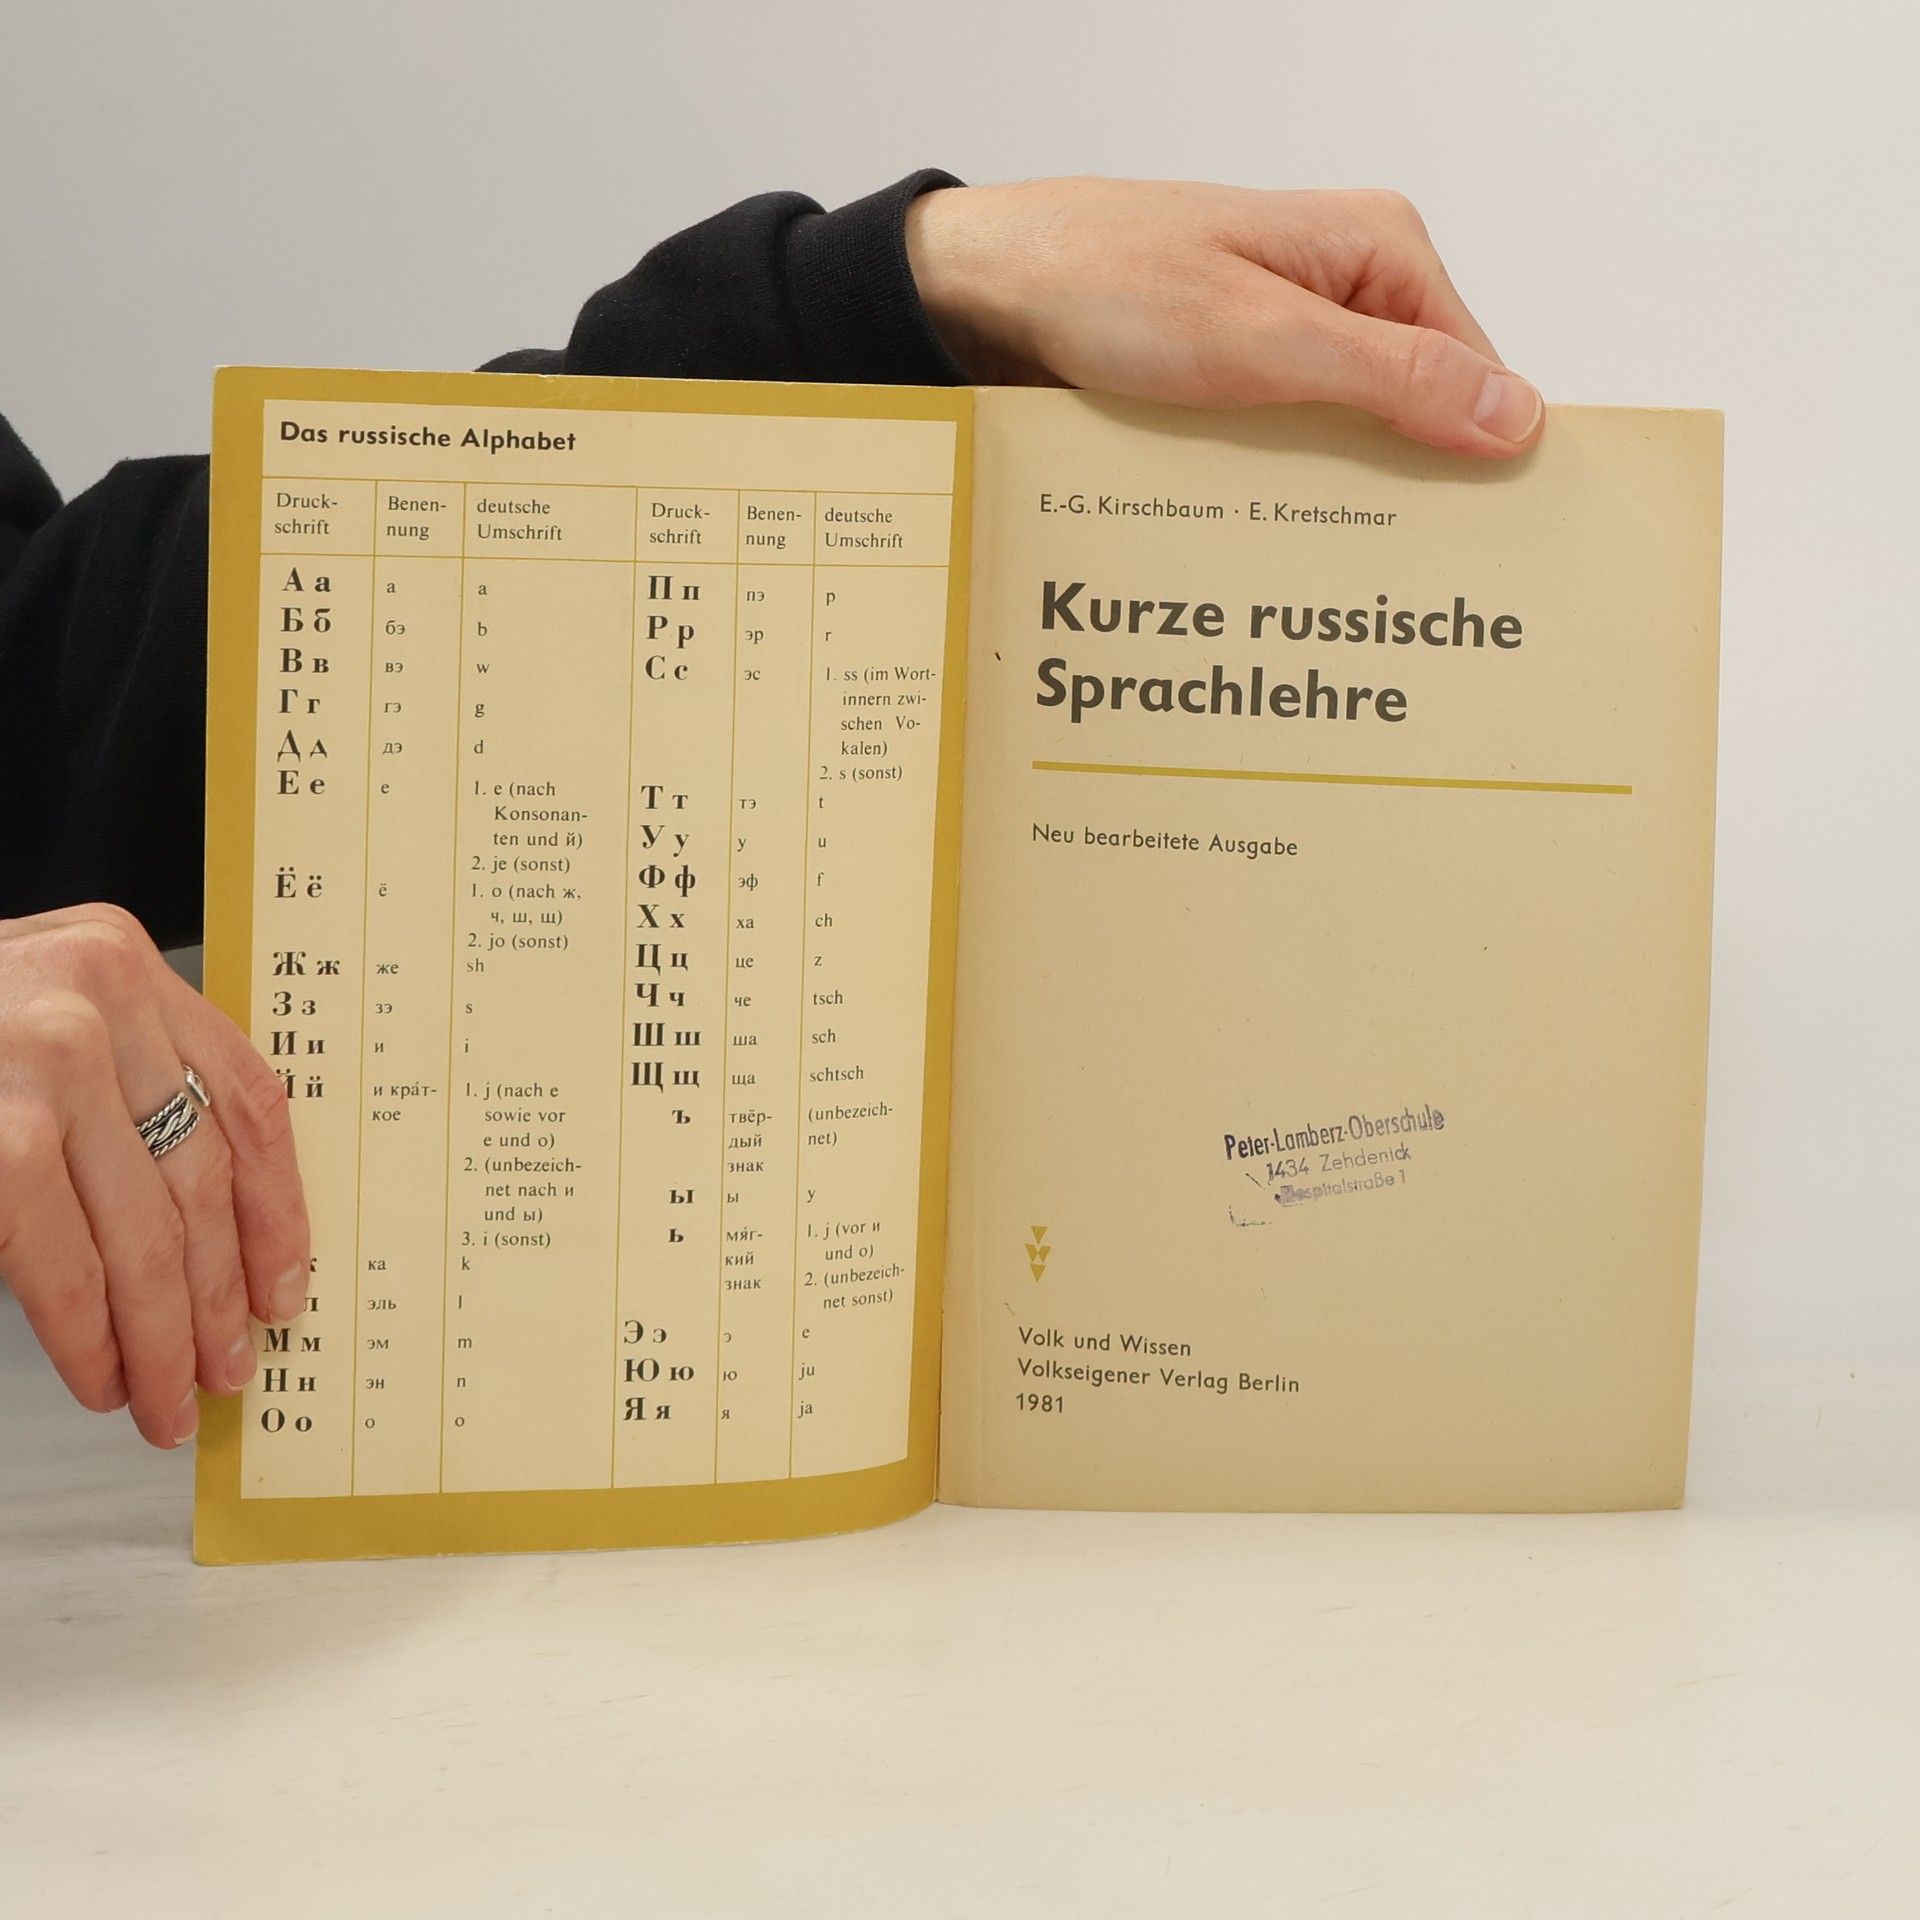 Das russische Alphabet
Druck-
schrift
Benen-
nung
deutsche
Umschrift
А а
а
a
Б б
бэ
b
В в
вэ
w
Г г
гэ
g
Д д
дэ
d
Е е
е
1. e (nach
Konsonan-
ten und й)
2. je (sonst)
Ё ё
ё
1. o (nach ж,
ч, ш, щ)
2. jo (sonst)
Ж ж
же
sh
З з
зэ
s
И и
и
i
Й й
и кра́т-
кое
1. j (nach e
sowie vor
e und o)
2. (unbezeich-
net nach и
und ы)
3. i (sonst)
ка
k
л
эль
l
М м
эм
m
Н н
эн
n
О о
о
o
Druck-
schrift
Benen-
nung
deutsche
Umschrift
П п
пэ
p
Р р
эр
r
С с
эс
1. ss (im Wort-
innern zwi-
schen Vo-
kalen)
2. s (sonst)
Т т
тэ
t
У у
у
u
Ф ф
эф
f
Х х
ха
ch
Ц ц
це
z
Ч ч
че
tsch
Ш ш
ша
sch
Щ щ
ща
schtsch
ъ
твёр-
дый
знак
(unbezeich-
net)
ы
ы
y
ь
мя́г-
кий
знак
1. j (vor и
und о)
2. (unbezeich-
net sonst)
Э э
э
e
Ю ю
ю
ju
Я я
я
ja
E.-G. Kirschbaum · E. Kretschmar
Kurze russische
Sprachlehre
Neu bearbeitete Ausgabe
Peter-Lamberz-Oberschule
1434 Zehdenick
Hospitalstraße 1
Volk und Wissen
Volkseigener Verlag Berlin
1981